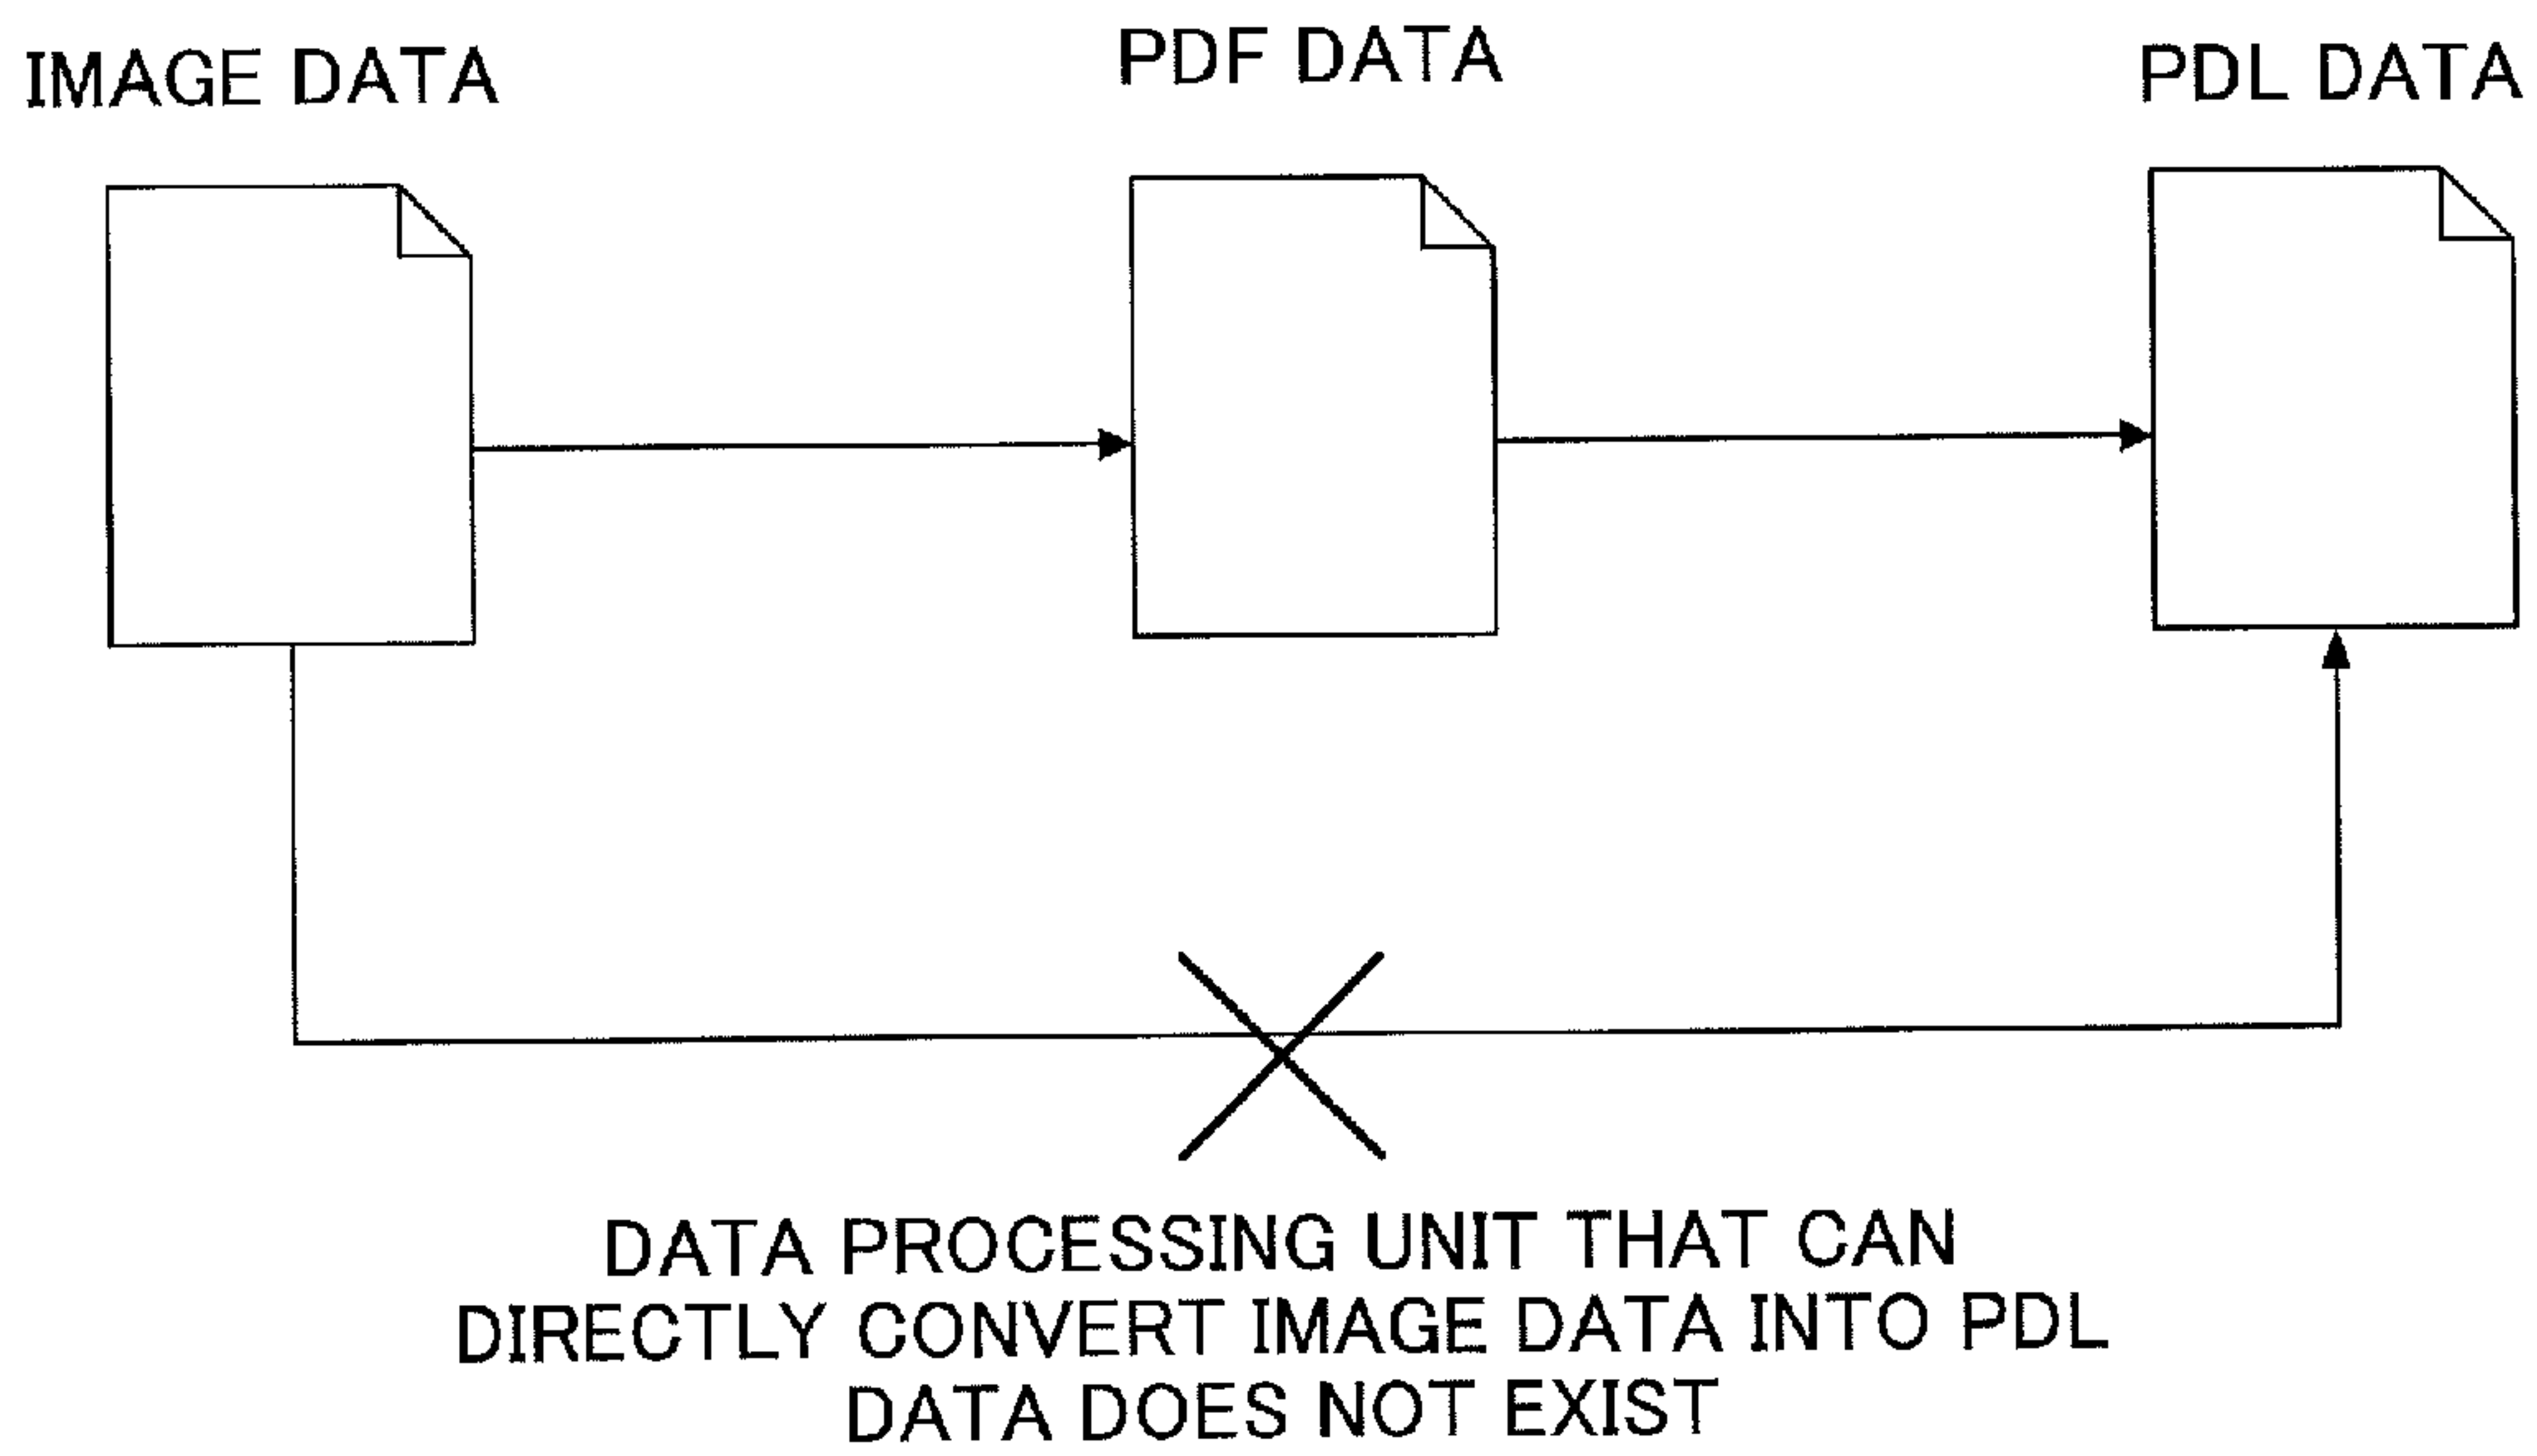 IMAGE DATA
PDF DATA
PDL DATA
DATA PROCESSING UNIT THAT CAN
DIRECTLY CONVERT IMAGE DATA INTO PDL
DATA DOES NOT EXIST